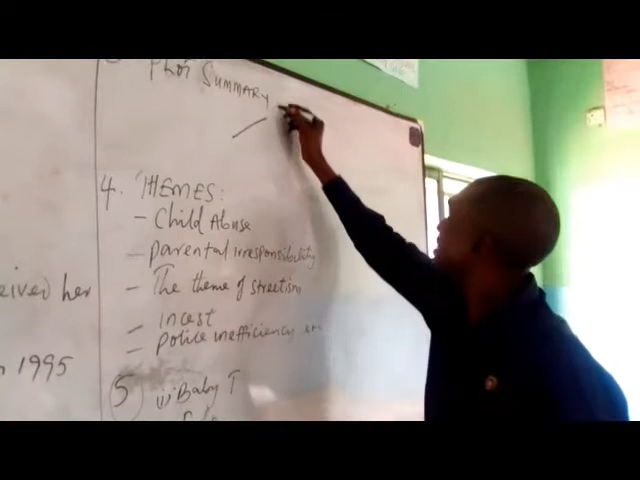 Plot SUMMARY
4. THEMES:
- Child Abuse
- Parental irresponsibility
- The theme of streetism
- Incest
- Police inefficiency
eived her
1995
5 Baby T